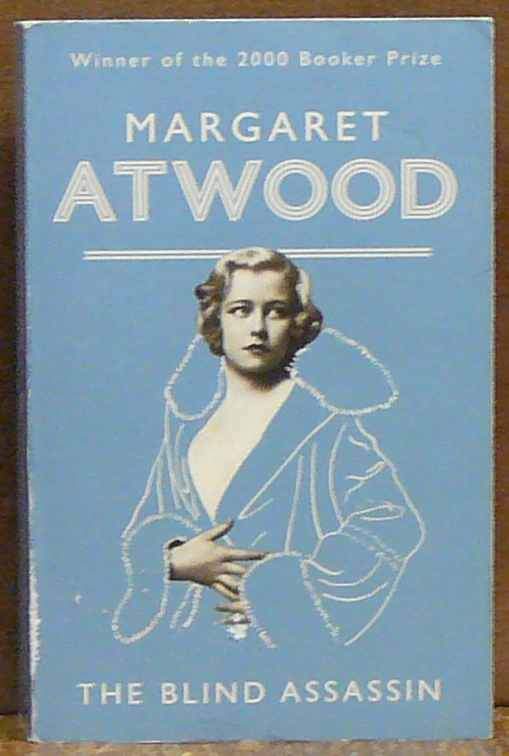 Winner of the 2000 Booker Prize
MARGARET
ATWOOD
THE BLIND ASSASSIN